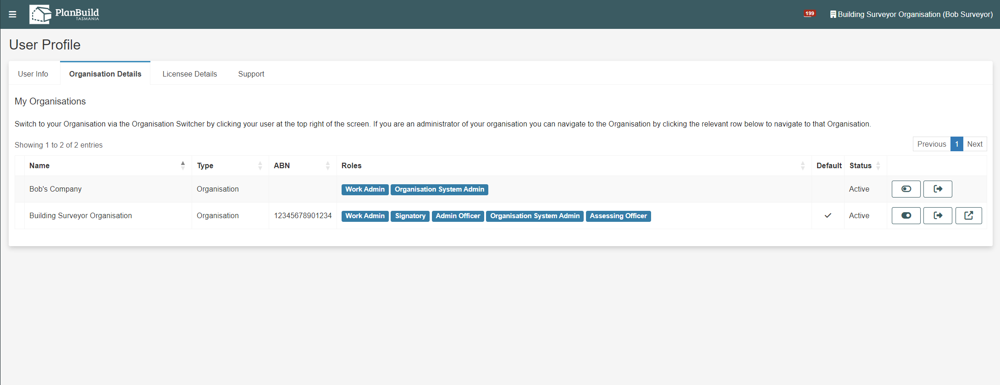 PlanBuild
TASMANIA
199
Building Surveyor Organisation (Bob Surveyor)
User Profile
User Info Organisation Details Licensee Details Support
My Organisations
Switch to your Organisation via the Organisation Switcher by clicking your user at the top right of the screen. If you are an administrator of your organisation you can navigate to the Organisation by clicking the relevant row below to navigate to that Organisation.
Showing 1 to 2 of 2 entries
Previous 1 Next
Name Type ABN Roles Default Status
Bob's Company Organisation Work Admin Organisation System Admin Active
Building Surveyor Organisation Organisation 12345678901234 Work Admin Signatory Admin Officer Organisation System Admin Assessing Officer Active